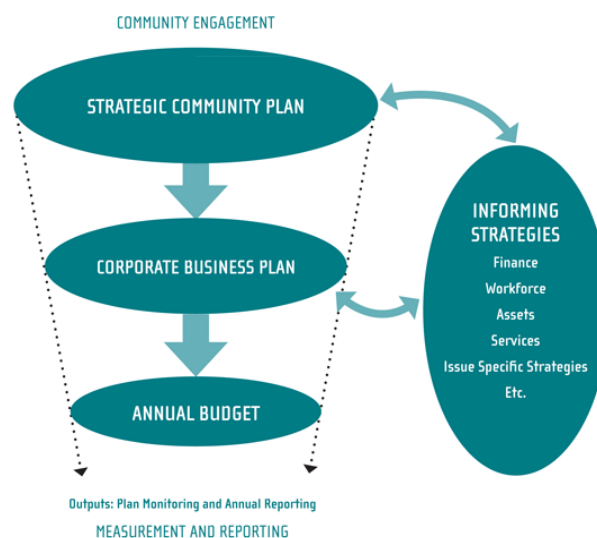 COMMUNITY ENGAGEMENT
STRATEGIC COMMUNITY PLAN
CORPORATE BUSINESS PLAN
ANNUAL BUDGET
INFORMING
STRATEGIES
Finance
Workforce
Assets
Services
Issue Specific Strategies
Etc.
Outputs: Plan Monitoring and Annual Reporting
MEASUREMENT AND REPORTING